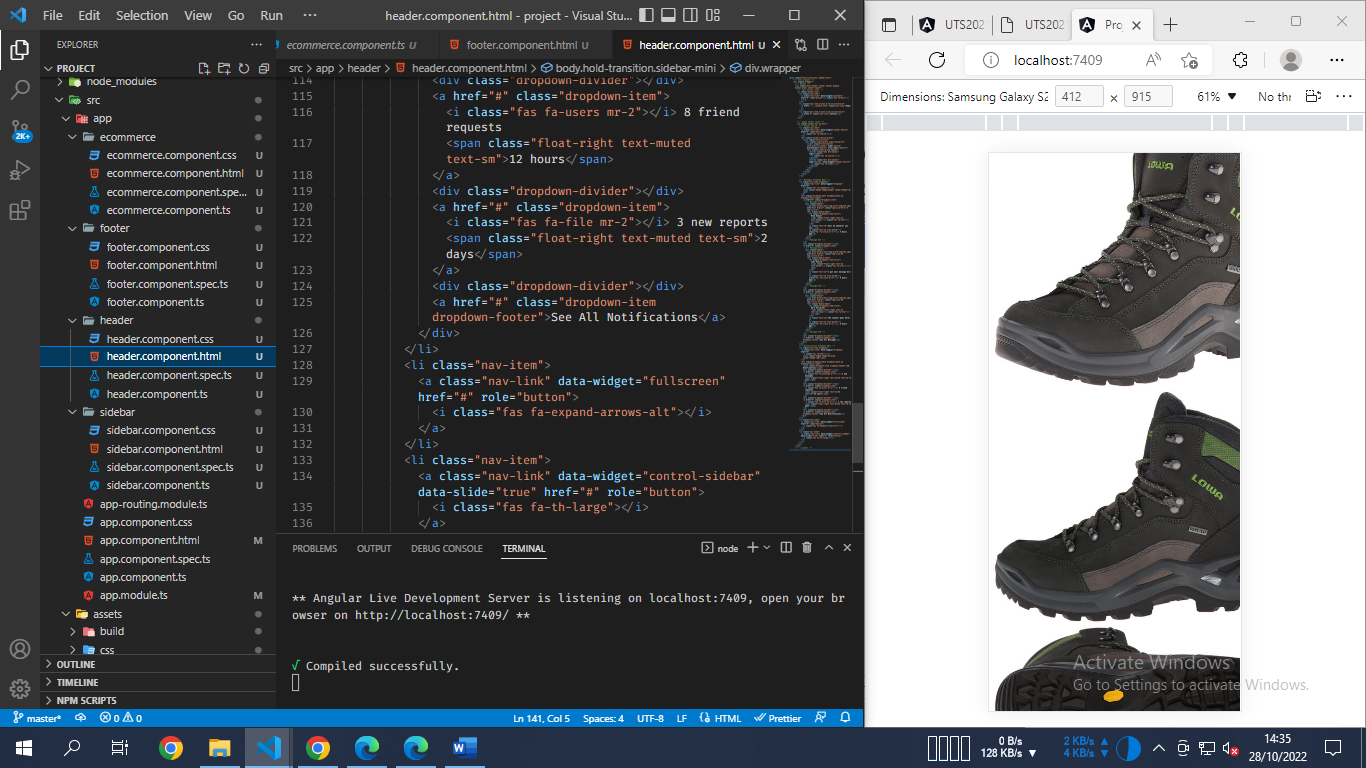 File Edit Selection View Go Run ··· header.component.html - project - Visual Stu...
EXPLORER ···
PROJECT
node_modules
src
app
ecommerce
ecommerce.component.css U
ecommerce.component.html U
ecommerce.component.spe... U
ecommerce.component.ts U
footer
footer.component.css U
footer.component.html U
footer.component.spec.ts U
footer.component.ts U
header
header.component.css U
header.component.html U
header.component.spec.ts U
header.component.ts U
sidebar
sidebar.component.css U
sidebar.component.html U
sidebar.component.spec.ts U
sidebar.component.ts U
app-routing.module.ts
app.component.css
app.component.html M
app.component.spec.ts
app.component.ts
app.module.ts M
assets
build
css
OUTLINE
TIMELINE
NPM SCRIPTS
2K+
ecommerce.component.ts U footer.component.html U header.component.html U
src > app > header > header.component.html > body.hold-transition.sidebar-mini > div.wrapper
114 <div class="dropdown-divider"></div>
115 <a href="#" class="dropdown-item">
116 <i class="fas fa-users mr-2"></i> 8 friend
requests
117 <span class="float-right text-muted
text-sm">12 hours</span>
118 </a>
119 <div class="dropdown-divider"></div>
120 <a href="#" class="dropdown-item">
121 <i class="fas fa-file mr-2"></i> 3 new reports
122 <span class="float-right text-muted text-sm">2
days</span>
123 </a>
124 <div class="dropdown-divider"></div>
125 <a href="#" class="dropdown-item
dropdown-footer">See All Notifications</a>
126 </div>
127 </li>
128 <li class="nav-item">
129 <a class="nav-link" data-widget="fullscreen"
href="#" role="button">
130 <i class="fas fa-expand-arrows-alt"></i>
131 </a>
132 </li>
133 <li class="nav-item">
134 <a class="nav-link" data-widget="control-sidebar"
data-slide="true" href="#" role="button">
135 <i class="fas fa-th-large"></i>
136 </a>
PROBLEMS OUTPUT DEBUG CONSOLE TERMINAL node
** Angular Live Development Server is listening on localhost:7409, open your br
owser on http://localhost:7409/ **
√ Compiled successfully.
master* 0 0 Ln 141, Col 5 Spaces: 4 UTF-8 LF HTML Prettier
UTS202 UTS202 Pro
localhost:7409
Dimensions: Samsung Galaxy S2 412 × 915 61% No thr
LOWA
LOWA
Activate Windows
Go to Settings to activate Windows.
0 B/s 2 KB/s 14:35
128 KB/s 4 KB/s 28/10/2022